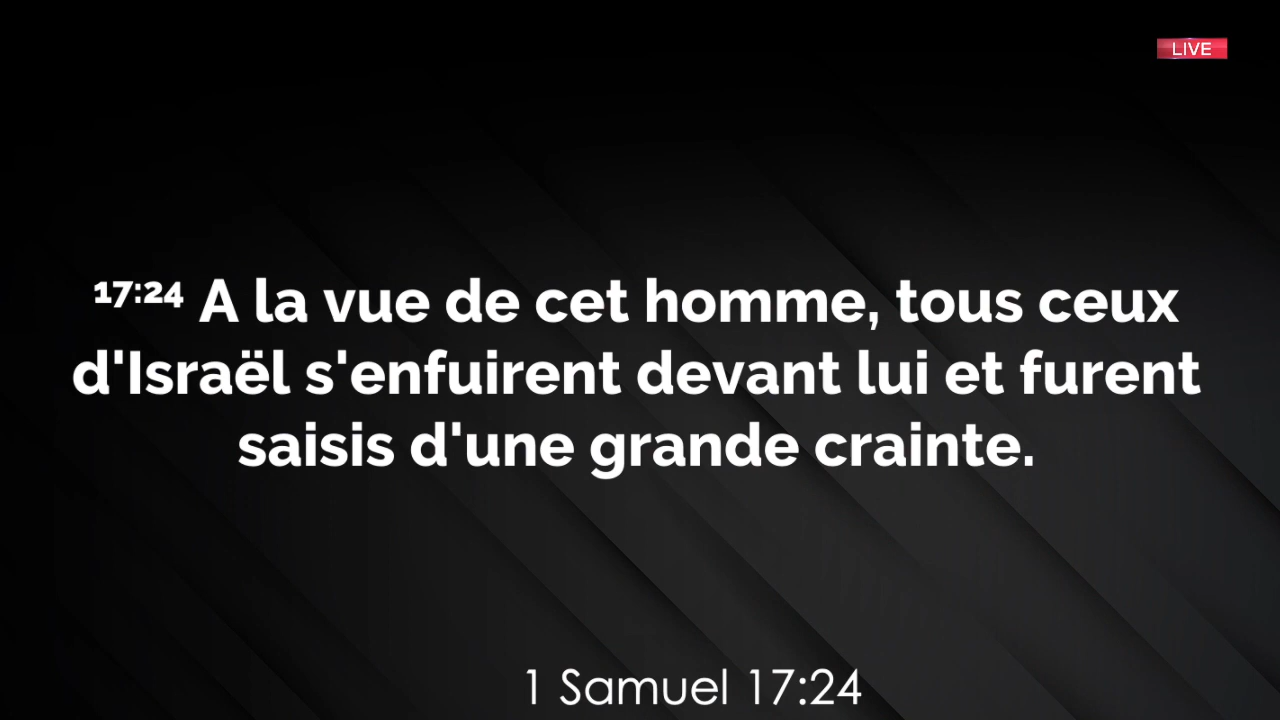 LIVE
17:24 A la vue de cet homme, tous ceux
d'Israël s'enfuirent devant lui et furent
saisis d'une grande crainte.
1 Samuel 17:24